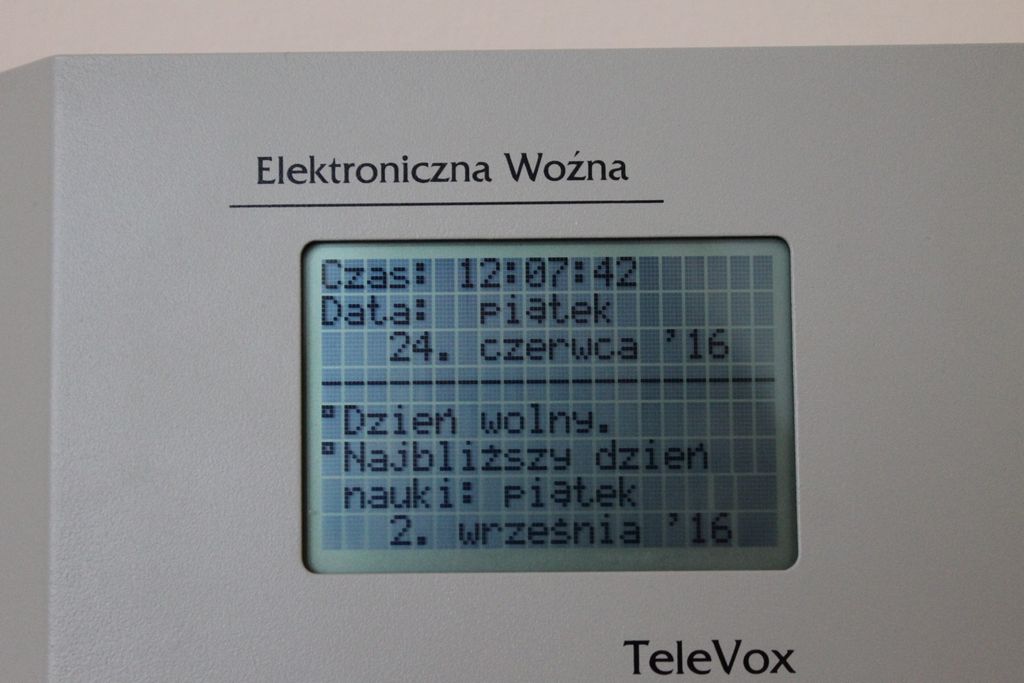 Elektroniczna Woźna
Czas: 12:07:42
Data: piątek
24. czerwca '16
Dzień wolny.
Najbliższy dzień
nauki: piątek
2. września '16
TeleVox